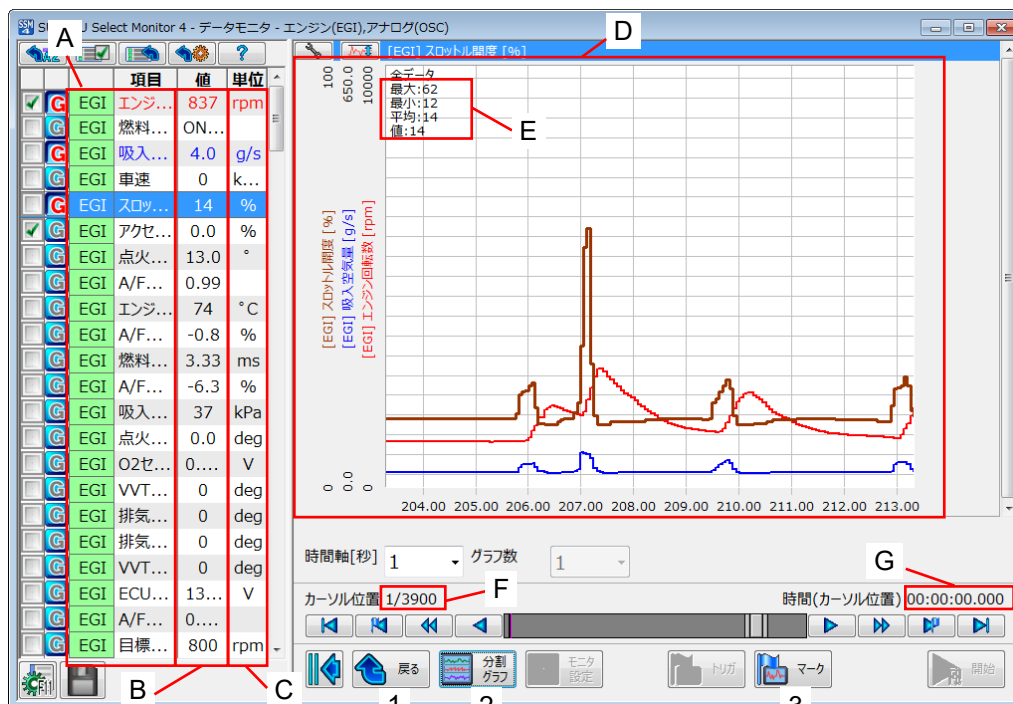 SU U Select Monitor 4 - データモニタ - エンジン(EGI),アナログ(OSC)
A
D
?
[EGI] スロットル開度 [%]
項目 値 単位
G EGI エンジ... 837 rpm
G EGI 燃料... ON...
G EGI 吸入... 4.0 g/s
G EGI 車速 0 k...
G EGI スロッ... 14 %
G EGI アクセ... 0.0 %
G EGI 点火... 13.0 °
G EGI A/F... 0.99
G EGI エンジ... 74 °C
G EGI A/F... -0.8 %
G EGI 燃料... 3.33 ms
G EGI A/F... -6.3 %
G EGI 吸入... 37 kPa
G EGI 点火... 0.0 deg
G EGI O2セ... 0.... V
G EGI VVT... 0 deg
G EGI 排気... 0 deg
G EGI 排気... 0 deg
G EGI VVT... 0 deg
G EGI ECU... 13... V
G EGI A/F... 0....
G EGI 目標... 800 rpm
B
C
100
650.0
10000
全データ
最大:62
最小:12
平均:14
値:14
E
[EGI] スロットル開度 [%]
[EGI] 吸入空気量 [g/s]
[EGI] エンジン回転数 [rpm]
0
0.0
0
204.00 205.00 206.00 207.00 208.00 209.00 210.00 211.00 212.00 213.00
時間軸[秒] 1 グラフ数 1
F
G
カーソル位置 1/3900 時間(カーソル位置) 00:00:00.000
戻る
分割
グラフ
モニタ
設定
トリガ
マーク
開始
1 2 3